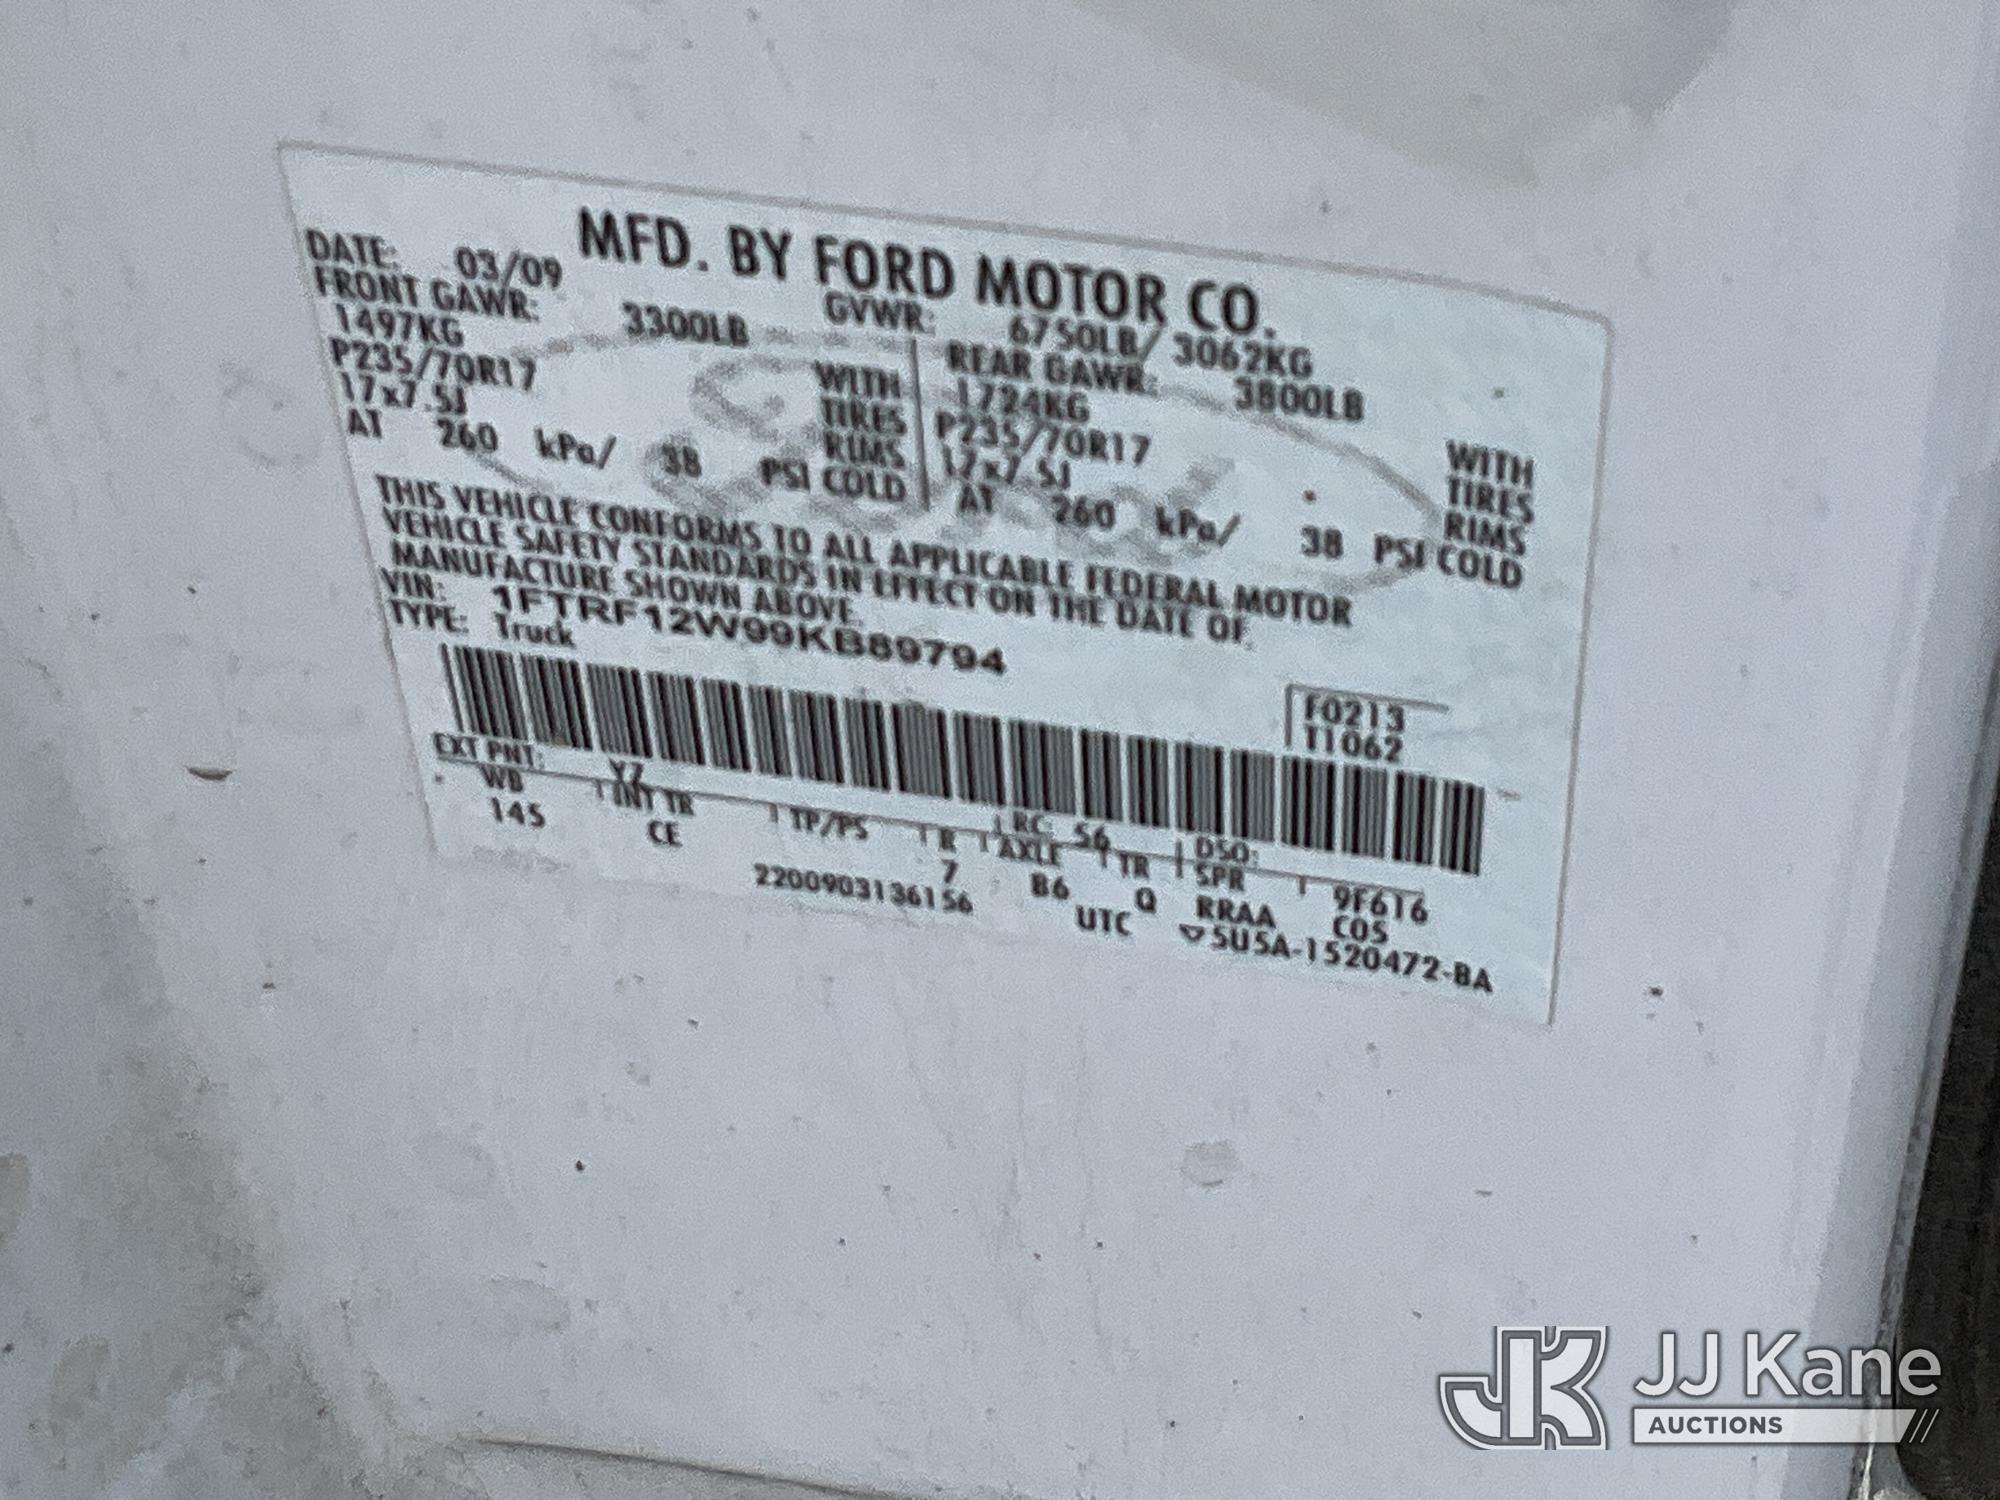 MFD. BY FORD MOTOR CO.
DATE: 03/09 GVWR: 6750LB/ 3062KG
FRONT GAWR: 3300LB REAR GAWR: 3800LB
1497KG WITH 1724KG WITH
P235/70R17 TIRES P235/70R17 TIRES
17x7.5J RIMS 17x7.5J RIMS
AT 260 kPa/ 38 PSI COLD AT 260 kPa/ 38 PSI COLD
THIS VEHICLE CONFORMS TO ALL APPLICABLE FEDERAL MOTOR
VEHICLE SAFETY STANDARDS IN EFFECT ON THE DATE OF
MANUFACTURE SHOWN ABOVE.
VIN: 1FTRF12W99KB89794
TYPE: Truck
F0213
T1062
EXT PNT: YZ RC: 56 DSO: 9F616
WB INT TR TP/PS R AXLE TR SPR
145 CE 7 B6 Q RRAA C05
2200903136156 UTC ▽5U5A-1520472-BA
JK JJ Kane
AUCTIONS